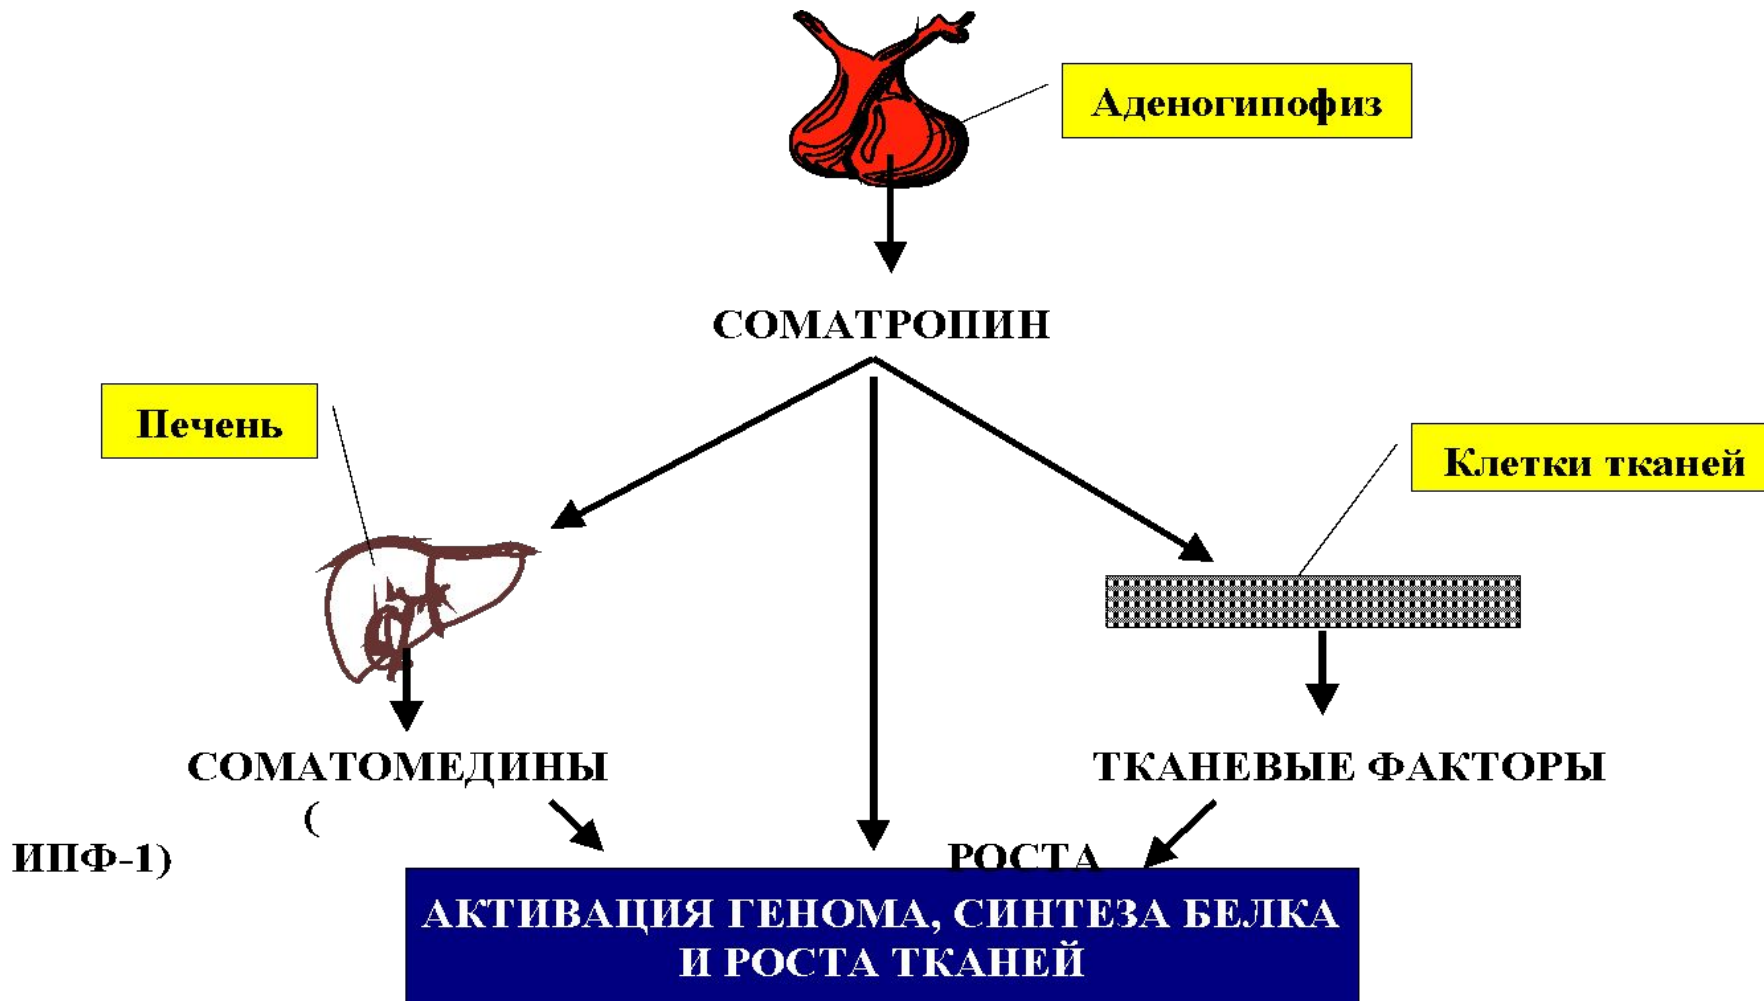 Аденогипофиз
СОМАТРОПИН
Печень
Клетки тканей
СОМАТОМЕДИНЫ
(
ИПФ-1)
ТКАНЕВЫЕ ФАКТОРЫ
РОСТА
АКТИВАЦИЯ ГЕНОМА, СИНТЕЗА БЕЛКА
И РОСТА ТКАНЕЙ